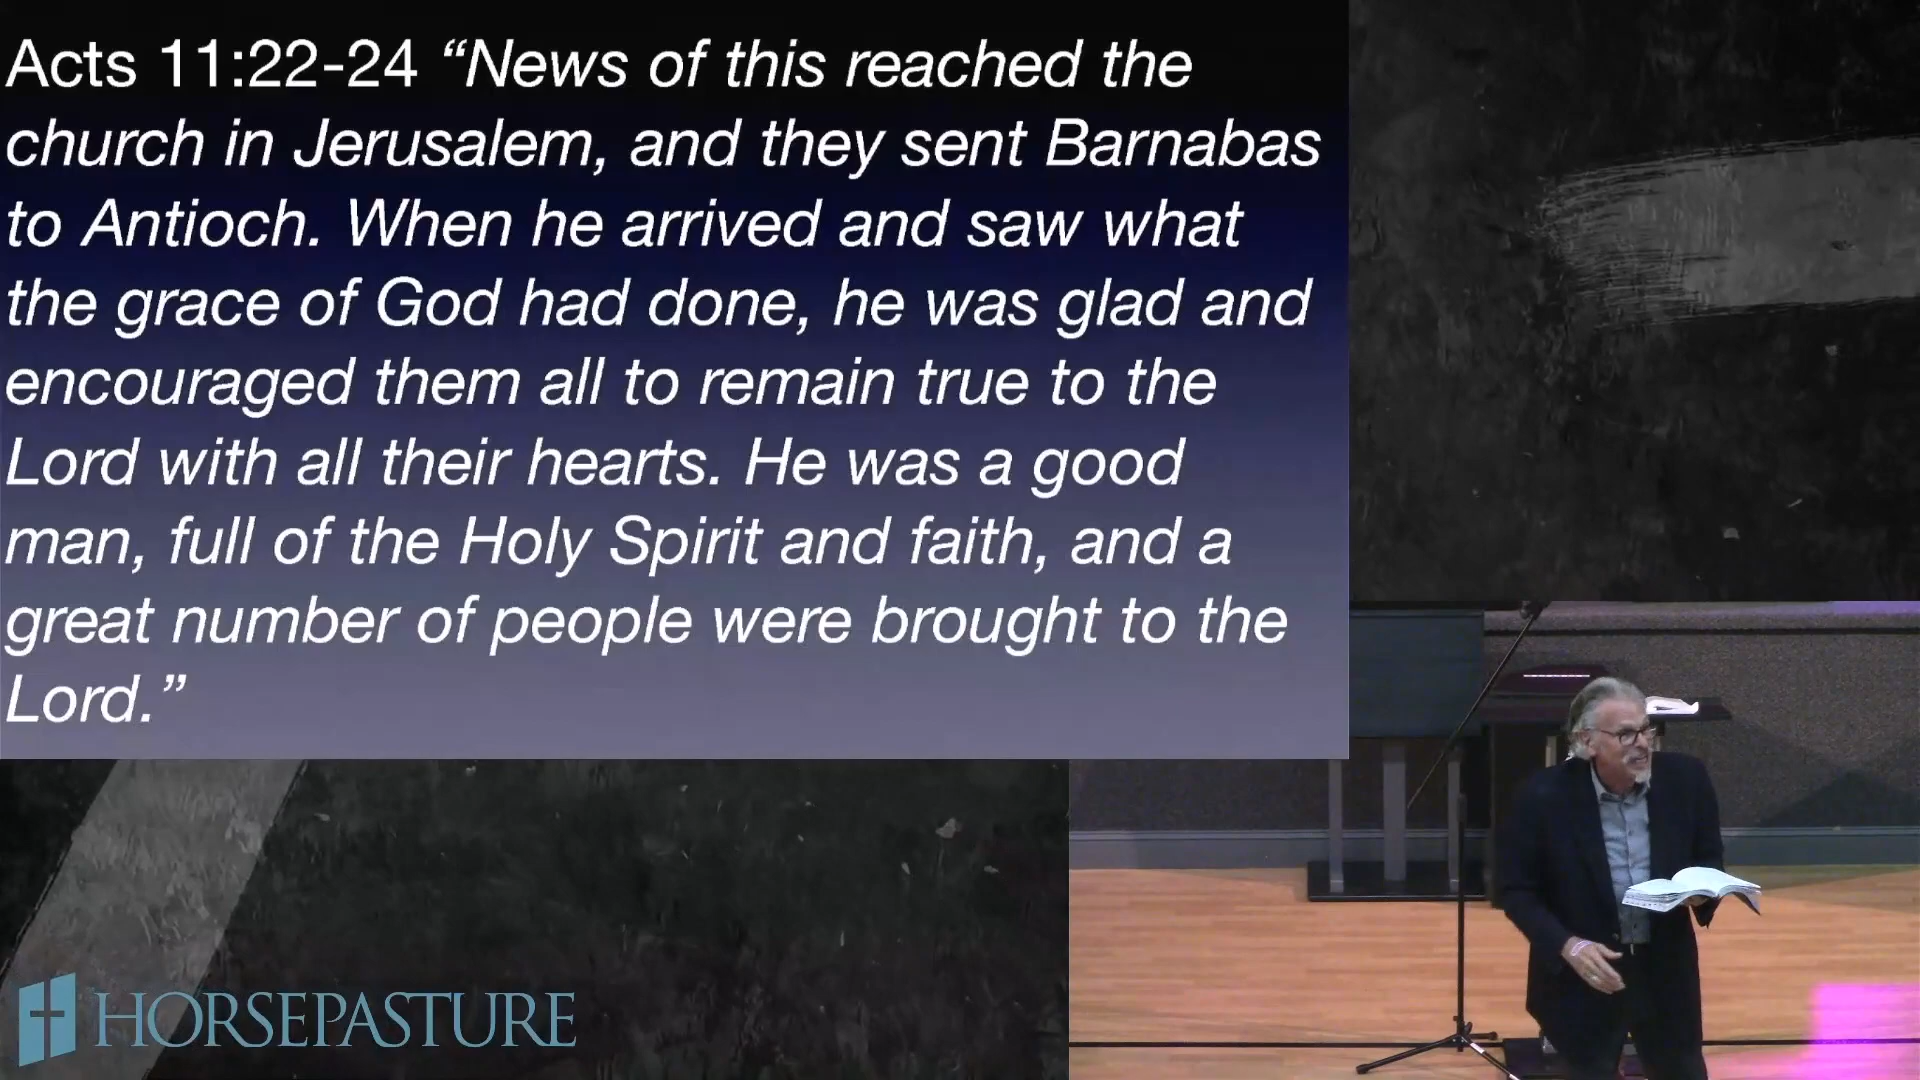 Acts 11:22-24 “News of this reached the
church in Jerusalem, and they sent Barnabas
to Antioch. When he arrived and saw what
the grace of God had done, he was glad and
encouraged them all to remain true to the
Lord with all their hearts. He was a good
man, full of the Holy Spirit and faith, and a
great number of people were brought to the
Lord.”
HORSEPASTURE